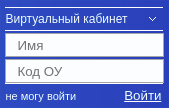 Виртуальный кабинет
Имя
Код ОУ
не могу войти Войти